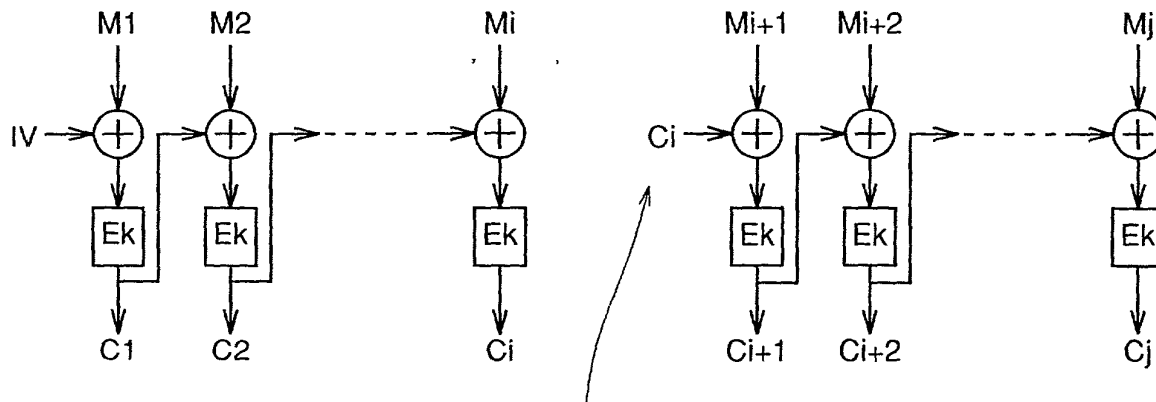 M1 M2 Mi Mi+1 Mi+2 Mj
IV Ci
Ek Ek Ek Ek Ek Ek
C1 C2 Ci Ci+1 Ci+2 Cj